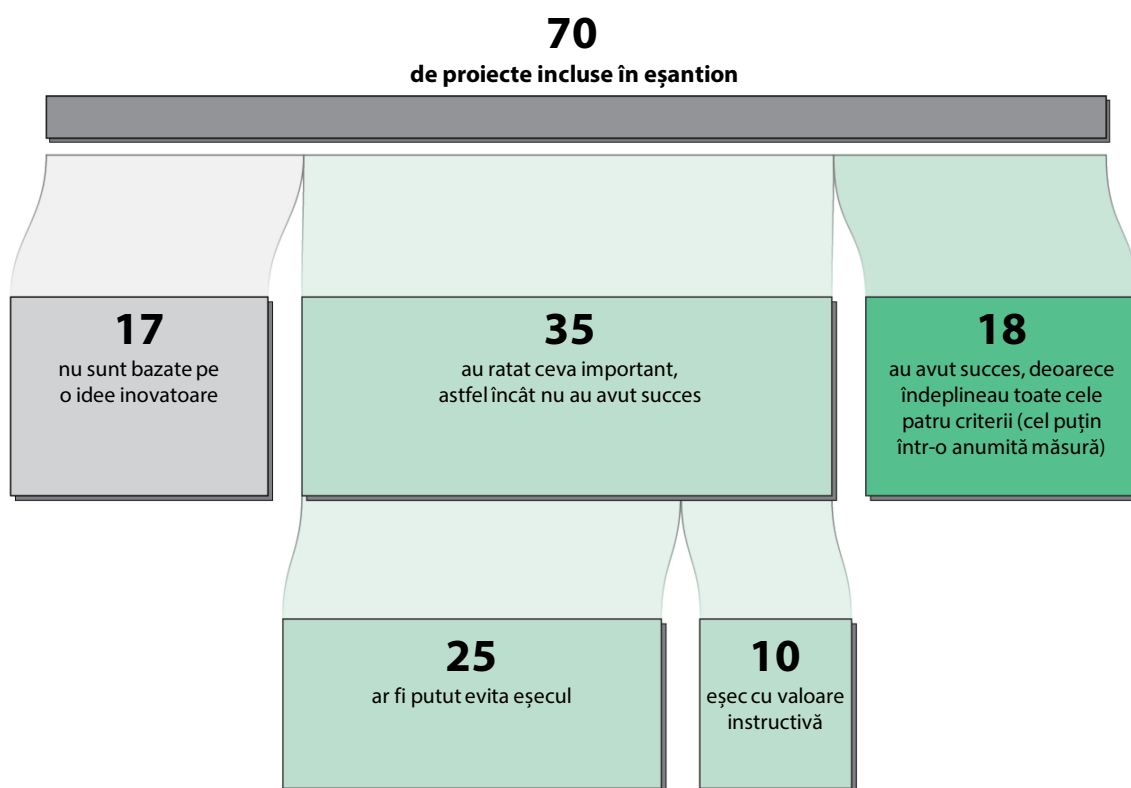 70
de proiecte incluse în eșantion
17
nu sunt bazate pe
o idee inovatoare
35
au ratat ceva important,
astfel încât nu au avut succes
18
au avut succes, deoarece
îndeplineau toate cele
patru criterii (cel puțin
într-o anumită măsură)
25
ar fi putut evita eșecul
10
eșec cu valoare
instructivă